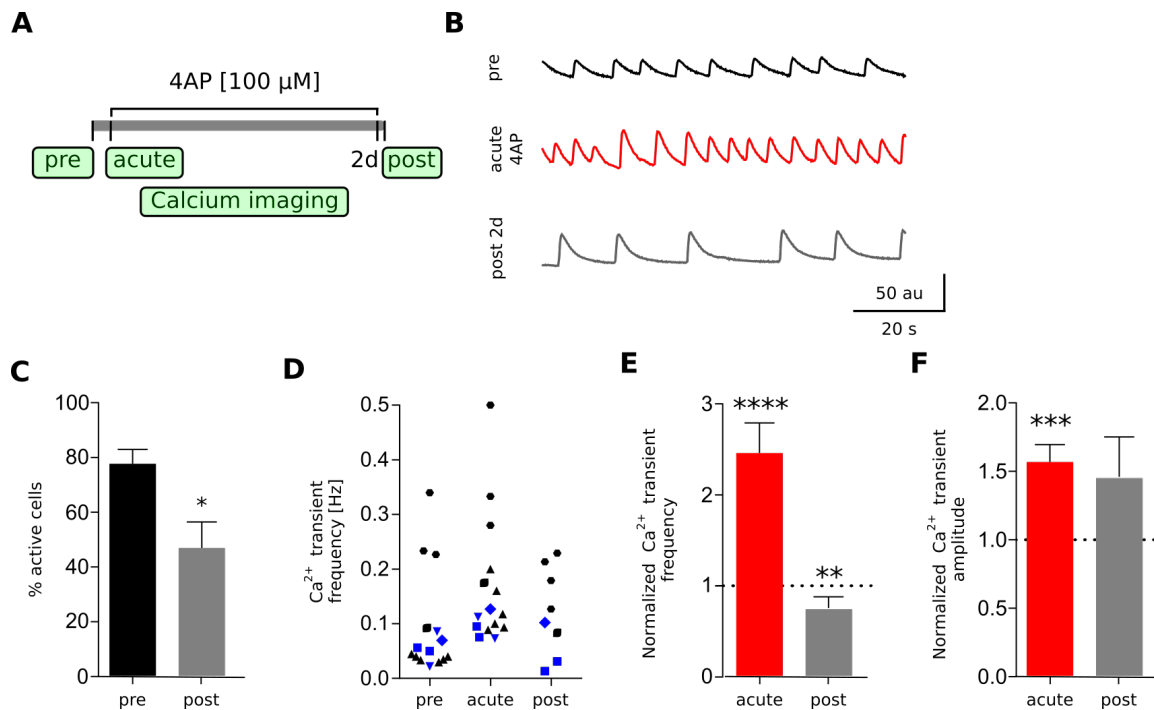 A
4AP [100 µM]
pre
acute
2d
post
Calcium imaging
B
pre
acute
4AP
post 2d
50 au
20 s
C
% active cells
100
80
60
40
20
0
*
pre
post
D
Ca²⁺ transient
frequency [Hz]
0.5
0.4
0.3
0.2
0.1
0.0
pre
acute
post
E
Normalized Ca²⁺ transient
frequency
3
2
1
0
****
**
acute
post
F
Normalized Ca²⁺ transient
amplitude
2.0
1.5
1.0
0.5
0.0
***
acute
post